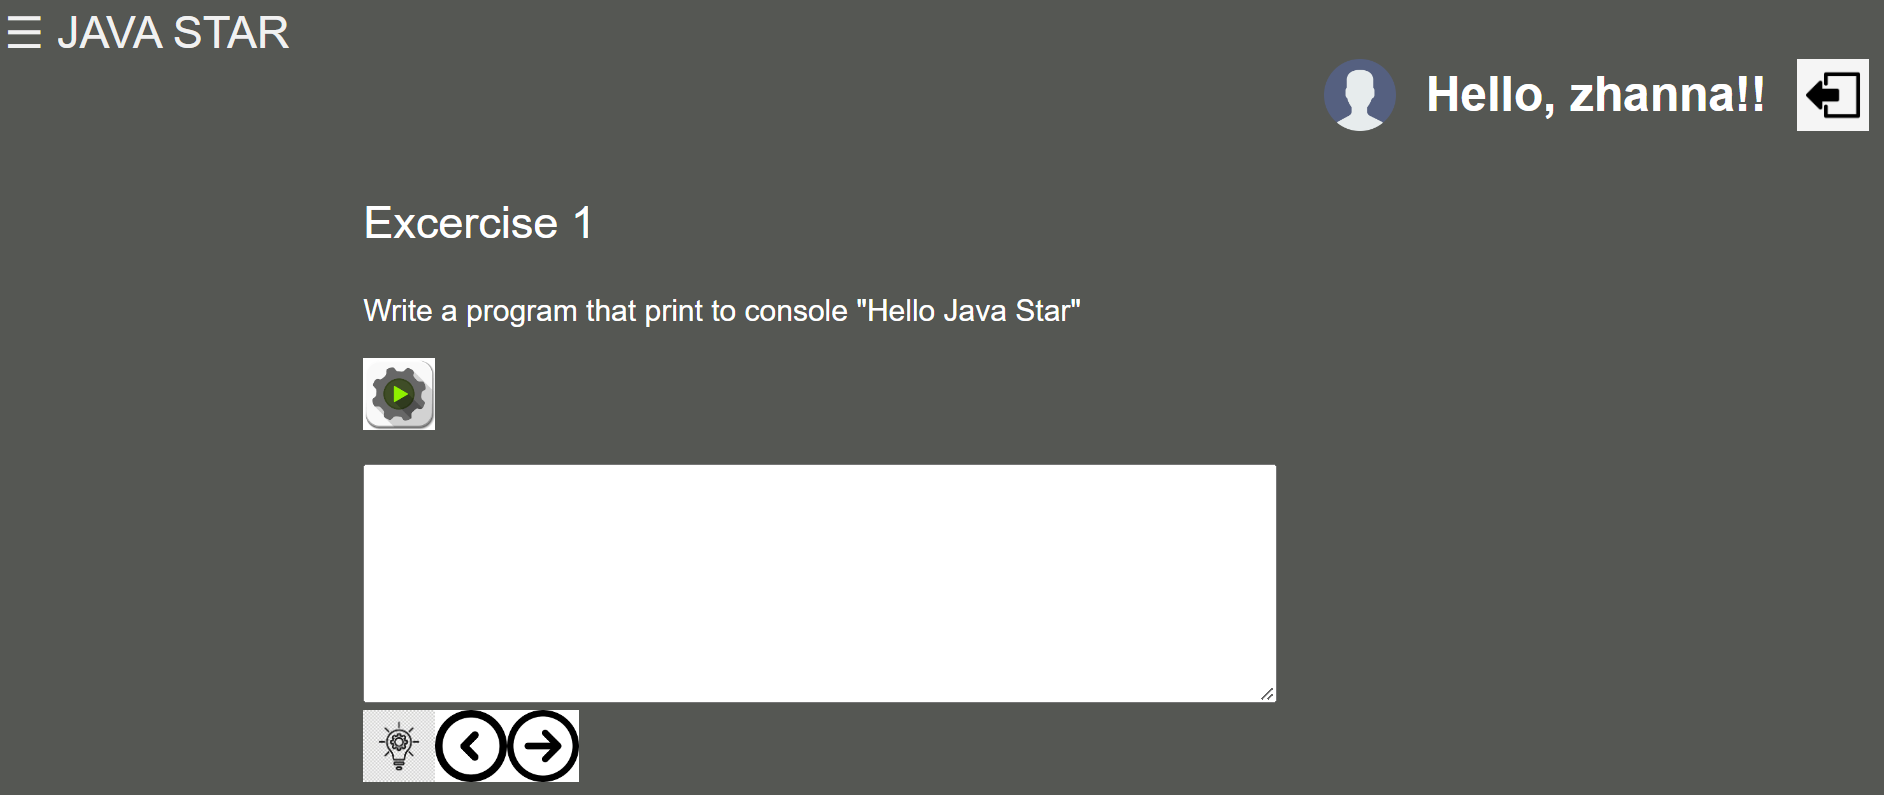 ☰ JAVA STAR
Hello, zhanna!!
Excercise 1
Write a program that print to console "Hello Java Star"